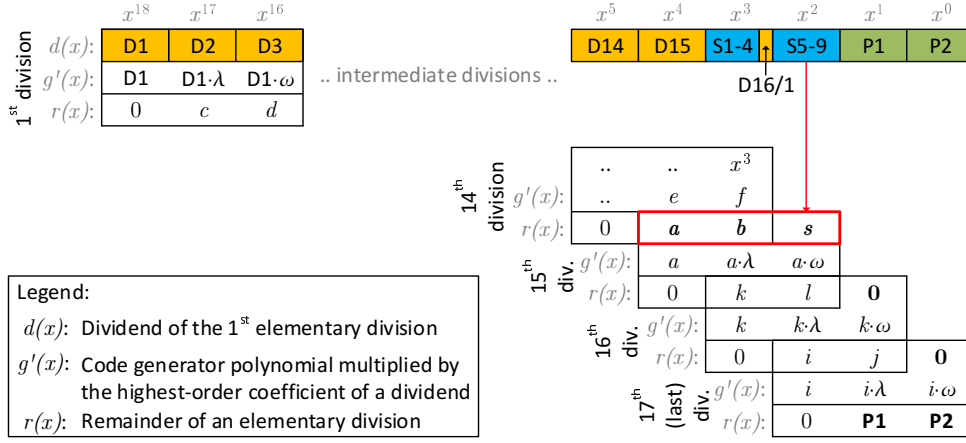 x^18 x^17 x^16 x^5 x^4 x^3 x^2 x^1 x^0
d(x): D1 D2 D3 D14 D15 S1-4 S5-9 P1 P2
1st division
g'(x): D1 D1·λ D1·ω .. intermediate divisions .. D16/1
r(x): 0 c d
14th division
.. .. x^3
g'(x): .. e f
r(x): 0 a b s
15th div.
g'(x): a a·λ a·ω
r(x): 0 k l 0
16th div.
g'(x): k k·λ k·ω
r(x): 0 i j 0
17th (last) div.
g'(x): i i·λ i·ω
r(x): 0 P1 P2
Legend:
d(x): Dividend of the 1st elementary division
g'(x): Code generator polynomial multiplied by
the highest-order coefficient of a dividend
r(x): Remainder of an elementary division